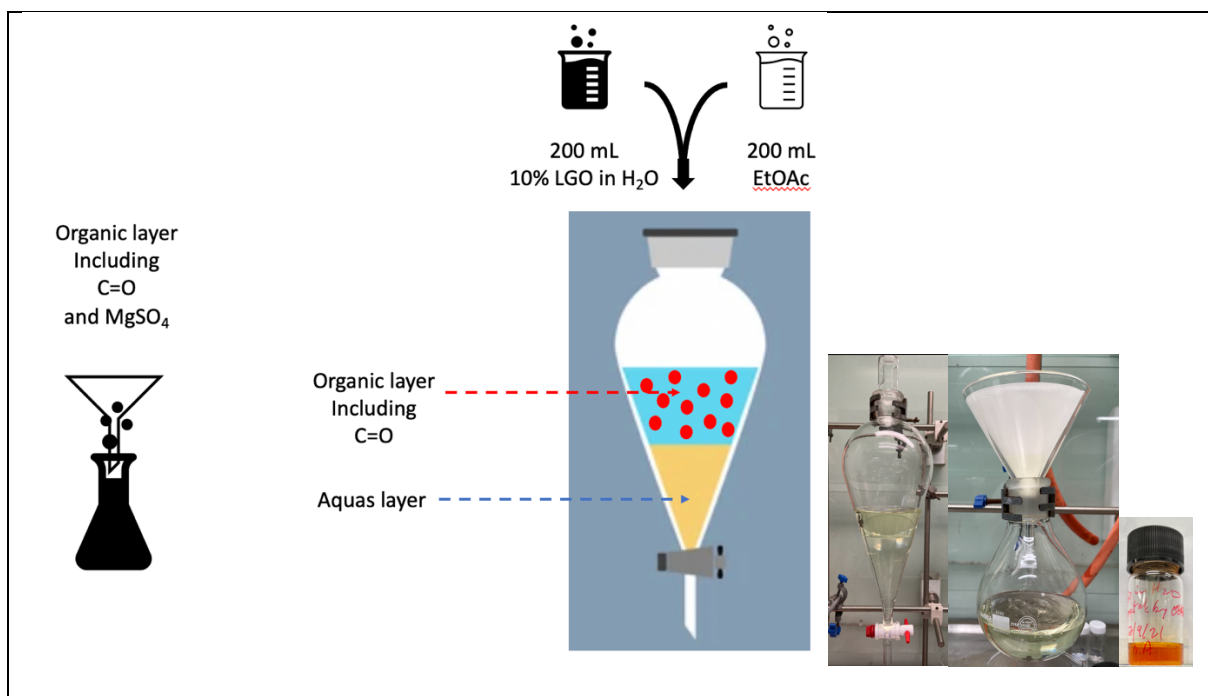 200 mL
10% LGO in H₂O
200 mL
EtOAc
Organic layer
Including
C=O
and MgSO₄
Organic layer
Including
C=O
Aquas layer